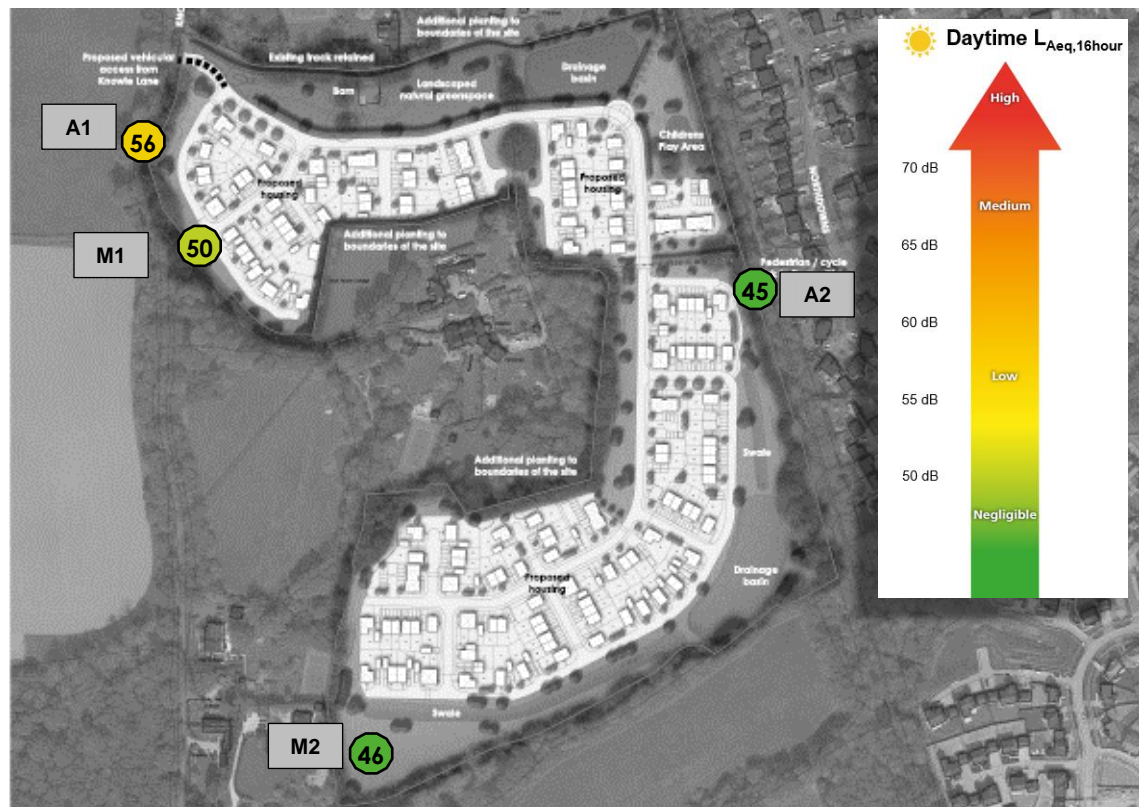 Additional planting to
boundaries of the site
Existing track retained
Proposed vehicular
access from
Knowle Lane
Barn
Landscaped
natural greenspace
Drainage
basin
Childrens
Play Area
A1
56
Proposed
housing
Proposed
housing
M1
50
Additional planting to
boundaries of the site
Pedestrian / cycle
45
A2
Additional planting to
boundaries of the site
Swale
Proposed
housing
Drainage
basin
Swale
M2
46
Daytime LAeq,16hour
High
70 dB
Medium
65 dB
60 dB
Low
55 dB
50 dB
Negligible